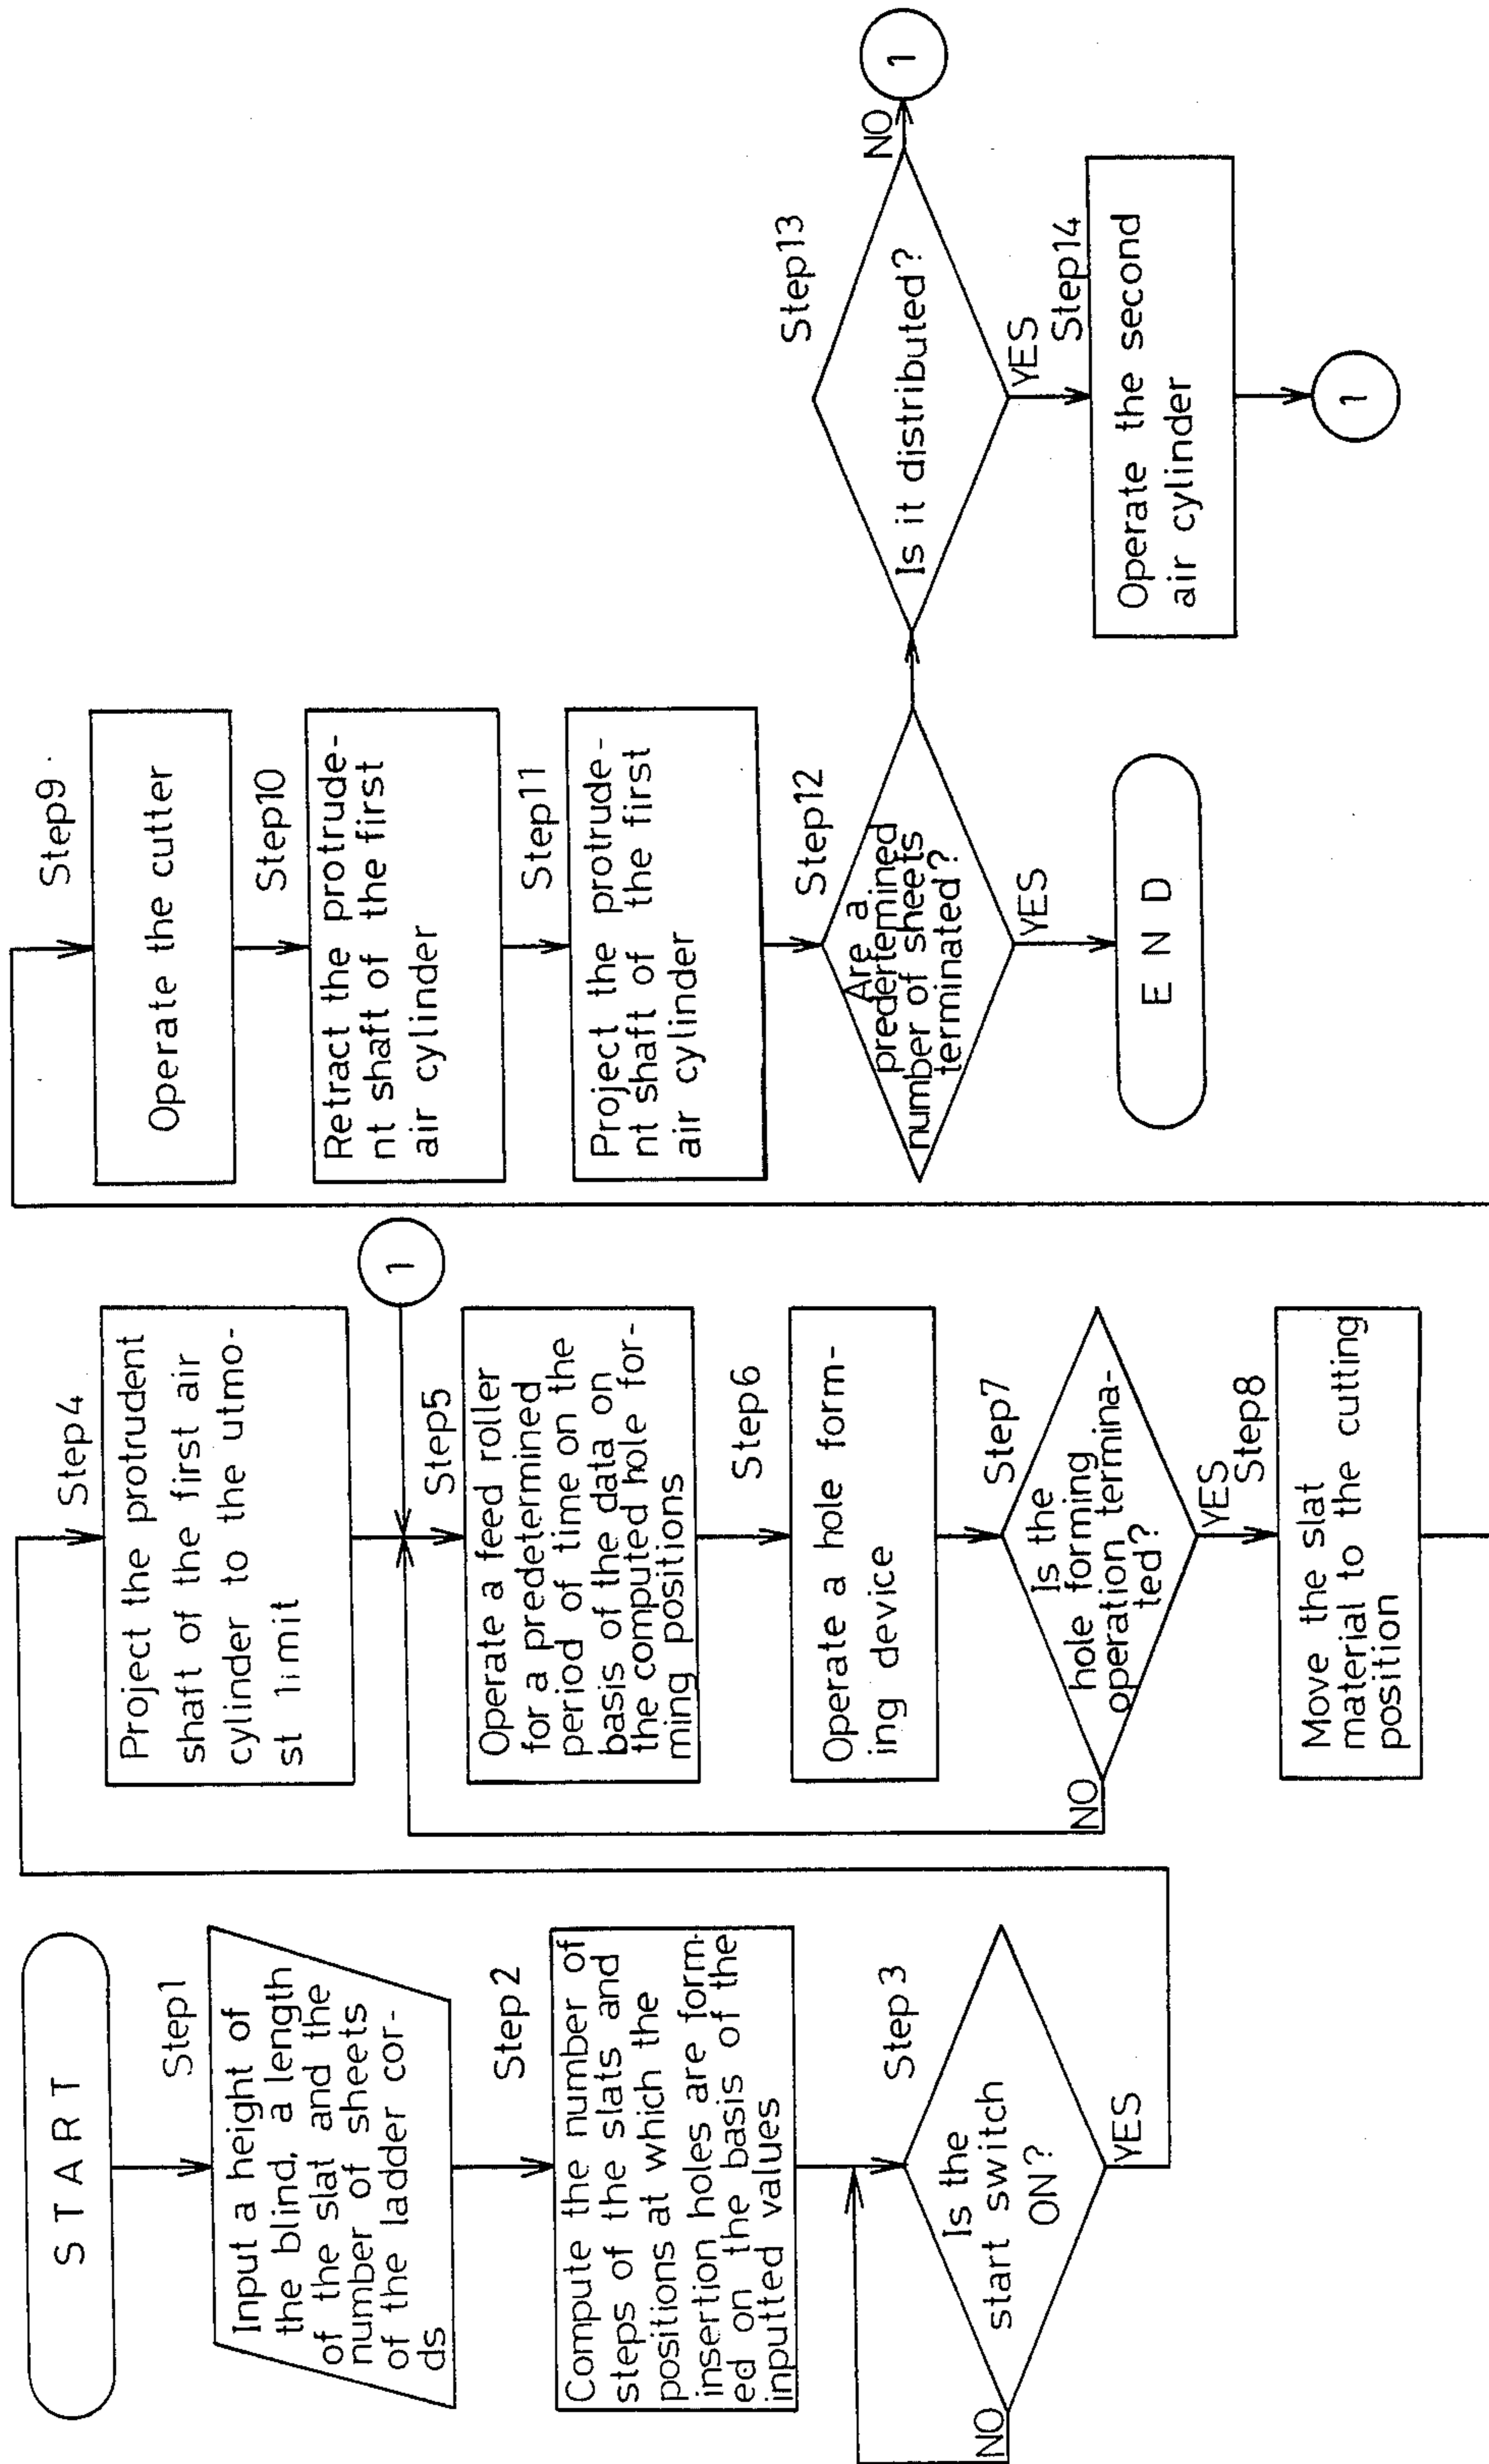 START
Step1
Input a height of
the blind, a length
of the slat and the
number of sheets
of the ladder cor-
ds
Step2
Compute the number of
steps of the slats and
positions at which the
insertion holes are form-
ed on the basis of the
inputted values
Step3
Is the
start switch
ON?
NO
YES
Step4
Project the protrudent
shaft of the first air
cylinder to the utmo-
st limit
1
Step5
Operate a feed roller
for a predetermined
period of time on the
basis of the data on
the computed hole for-
ming positions
Step6
Operate a hole form-
ing device
Step7
Is the
hole forming
operation termina-
ted?
NO
YES
Step8
Move the slat
material to the cutting
position
Step9
Operate the cutter
Step10
Retract the protrude-
nt shaft of the first
air cylinder
Step11
Project the protrude-
nt shaft of the first
air cylinder
Step12
Are a
predertemined
number of sheets
terminated?
YES
END
Step13
Is it distributed?
NO
1
YES
Step14
Operate the second
air cylinder
1